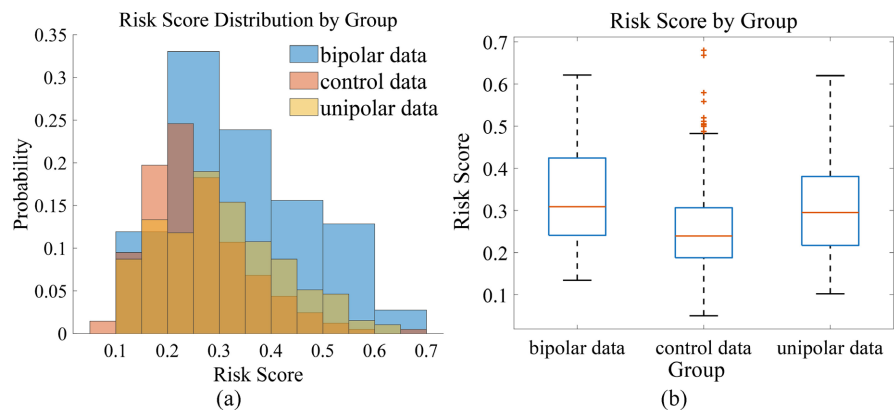 Risk Score Distribution by Group
0.35
0.3
0.25
0.2
0.15
0.1
0.05
0
Probability
bipolar data
control data
unipolar data
0.1 0.2 0.3 0.4 0.5 0.6 0.7
Risk Score
(a)
Risk Score by Group
0.7
0.6
0.5
0.4
0.3
0.2
0.1
Risk Score
bipolar data control data unipolar data
Group
(b)